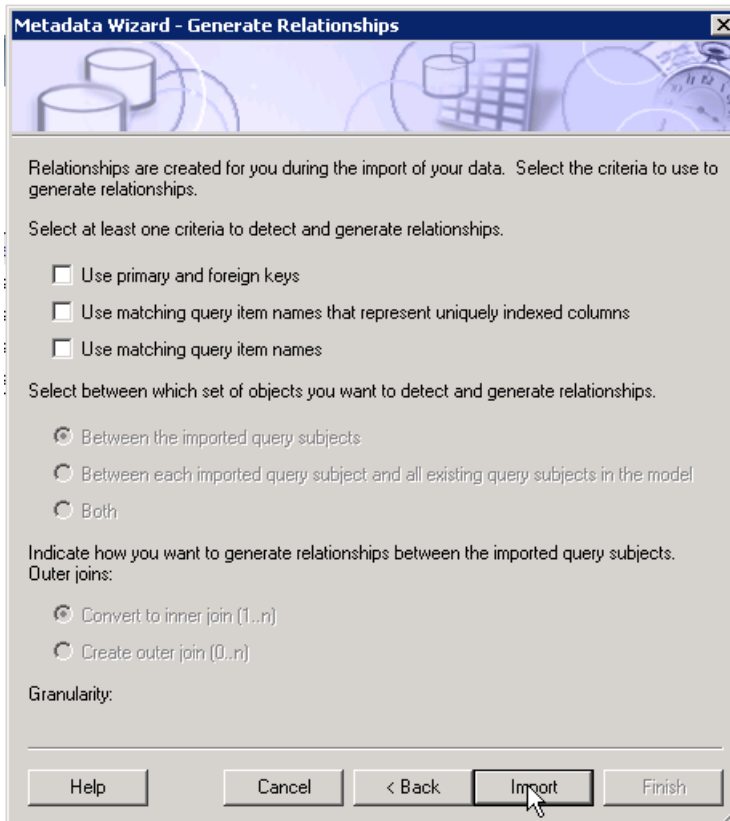 Metadata Wizard - Generate Relationships
Relationships are created for you during the import of your data. Select the criteria to use to
generate relationships.
Select at least one criteria to detect and generate relationships.
Use primary and foreign keys
Use matching query item names that represent uniquely indexed columns
Use matching query item names
Select between which set of objects you want to detect and generate relationships.
Between the imported query subjects
Between each imported query subject and all existing query subjects in the model
Both
Indicate how you want to generate relationships between the imported query subjects.
Outer joins:
Convert to inner join (1..n)
Create outer join (0..n)
Granularity:
Help Cancel < Back Import Finish